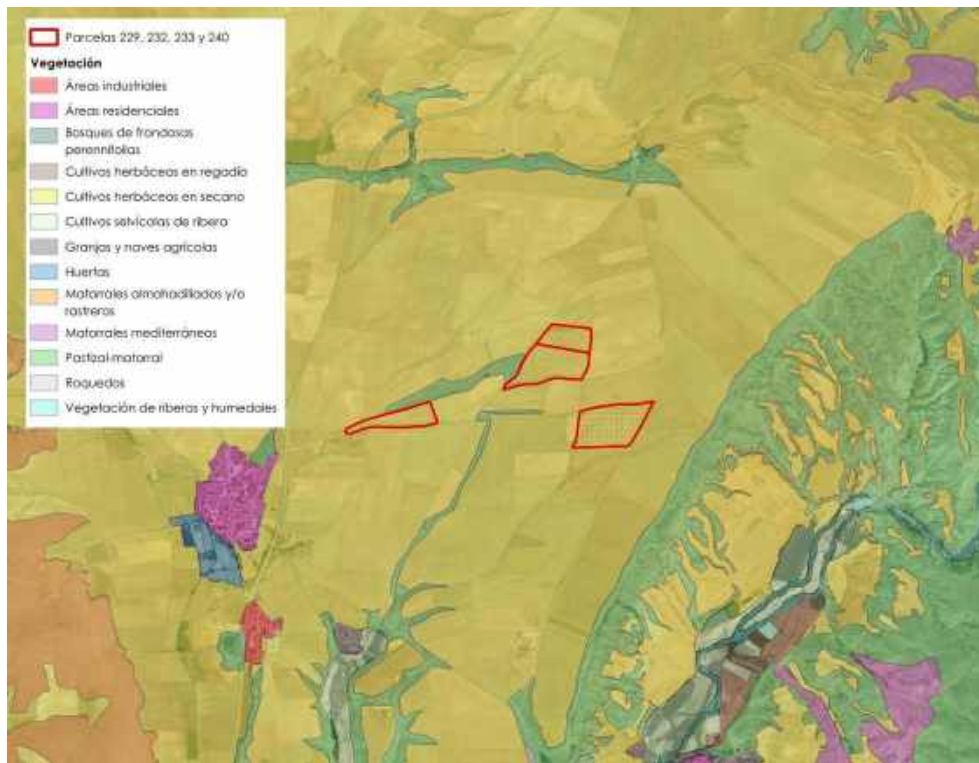 Parcelas 229, 232, 233 y 240
Vegetación
Áreas industriales
Áreas residenciales
Bosques de frondosas
perennifolias
Cultivos herbáceos en regadío
Cultivos herbáceos en secano
Cultivos selvícolas de ribera
Granjas y naves agrícolas
Huertas
Matorrales almohadillados y/o
rastreros
Matorrales mediterráneos
Pastizal-matorral
Roquedos
Vegetación de riberas y humedales